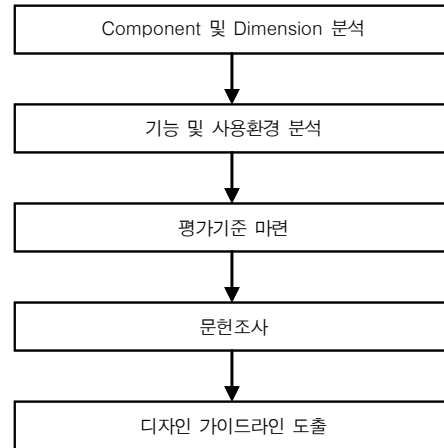 Component 및 Dimension 분석
기능 및 사용환경 분석
평가기준 마련
문헌조사
디자인 가이드라인 도출